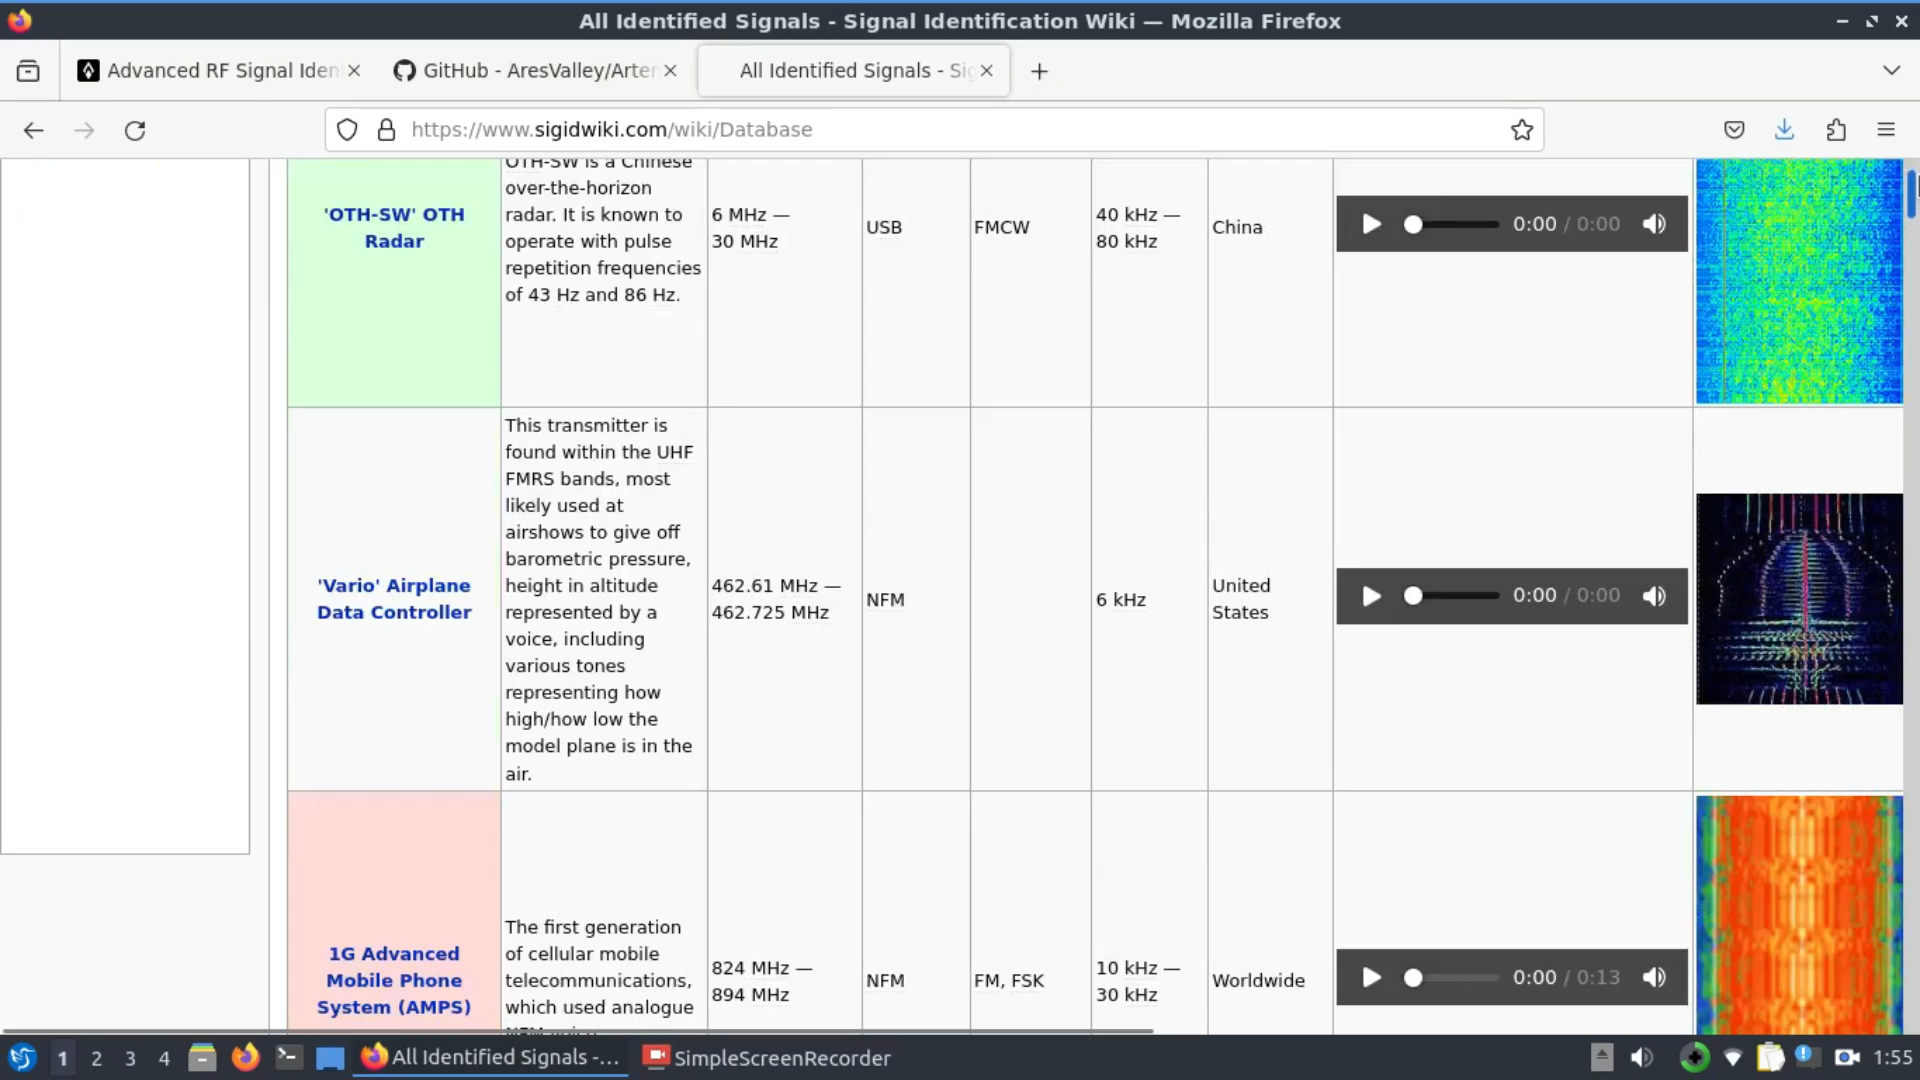 All Identified Signals - Signal Identification Wiki — Mozilla Firefox
Advanced RF Signal Iden
GitHub - AresValley/Arter
All Identified Signals - Sig
https://www.sigidwiki.com/wiki/Database
'OTH-SW' OTH
Radar
OTH-SW is a Chinese
over-the-horizon
radar. It is known to
operate with pulse
repetition frequencies
of 43 Hz and 86 Hz.
6 MHz —
30 MHz
USB
FMCW
40 kHz —
80 kHz
China
0:00 / 0:00
'Vario' Airplane
Data Controller
This transmitter is
found within the UHF
FMRS bands, most
likely used at
airshows to give off
barometric pressure,
height in altitude
represented by a
voice, including
various tones
representing how
high/how low the
model plane is in the
air.
462.61 MHz —
462.725 MHz
NFM
6 kHz
United
States
0:00 / 0:00
1G Advanced
Mobile Phone
System (AMPS)
The first generation
of cellular mobile
telecommunications,
which used analogue
824 MHz —
894 MHz
NFM
FM, FSK
10 kHz —
30 kHz
Worldwide
0:00 / 0:13
1 2 3 4
All Identified Signals -...
SimpleScreenRecorder
1:55